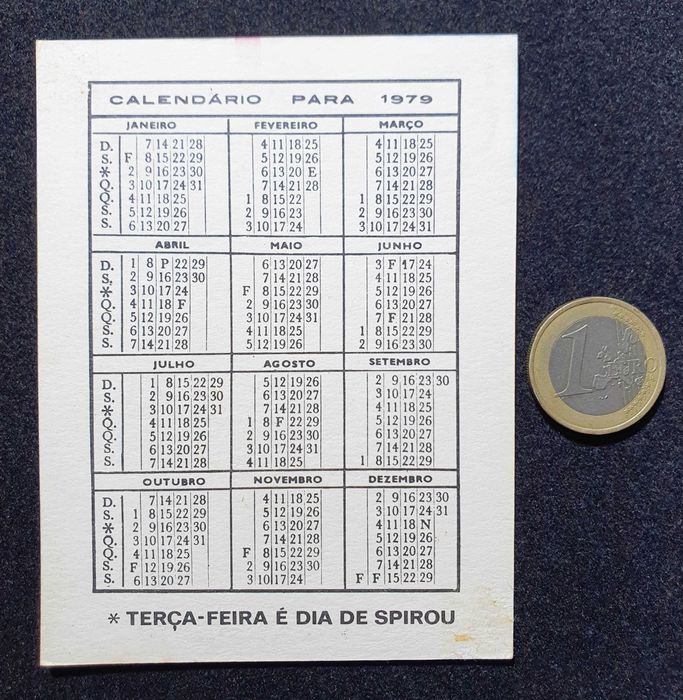 CALENDÁRIO PARA 1979
JANEIRO FEVEREIRO MARÇO
D. 7 14 21 28 4 11 18 25 4 11 18 25
S. F 8 15 22 29 5 12 19 26 5 12 19 26
* 2 9 16 23 30 6 13 20 E 6 13 20 27
Q. 3 10 17 24 31 7 14 21 28 7 14 21 28
Q. 4 11 18 25 1 8 15 22 1 8 15 22 29
S. 5 12 19 26 2 9 16 23 2 9 16 23 30
S. 6 13 20 27 3 10 17 24 3 10 17 24 31
ABRIL MAIO JUNHO
D. 1 8 P 22 29 6 13 20 27 3 F 17 24
S. 2 9 16 23 30 7 14 21 28 4 11 18 25
* 3 10 17 24 F 8 15 22 29 5 12 19 26
Q. 4 11 18 F 2 9 16 23 30 6 13 20 27
Q. 5 12 19 26 3 10 17 24 31 7 F 21 28
S. 6 13 20 27 4 11 18 25 1 8 15 22 29
S. 7 14 21 28 5 12 19 26 2 9 16 23 30
JULHO AGOSTO SETEMBRO
D. 1 8 15 22 29 5 12 19 26 2 9 16 23 30
S. 2 9 16 23 30 6 13 20 27 3 10 17 24
* 3 10 17 24 31 7 14 21 28 4 11 18 25
Q. 4 11 18 25 1 8 F 22 29 5 12 19 26
Q. 5 12 19 26 2 9 16 23 30 6 13 20 27
S. 6 13 20 27 3 10 17 24 31 7 14 21 28
S. 7 14 21 28 4 11 18 25 1 8 15 22 29
OUTUBRO NOVEMBRO DEZEMBRO
D. 7 14 21 28 4 11 18 25 2 9 16 23 30
S. 1 8 15 22 29 5 12 19 26 3 10 17 24 31
* 2 9 16 23 30 6 13 20 27 4 11 18 N
Q. 3 10 17 24 31 7 14 21 28 5 12 19 26
Q. 4 11 18 25 F 8 15 22 29 6 13 20 27
S. F 12 19 26 2 9 16 23 30 7 14 21 28
S. 6 13 20 27 3 10 17 24 F F 15 22 29
* TERÇA-FEIRA É DIA DE SPIROU
1 EURO